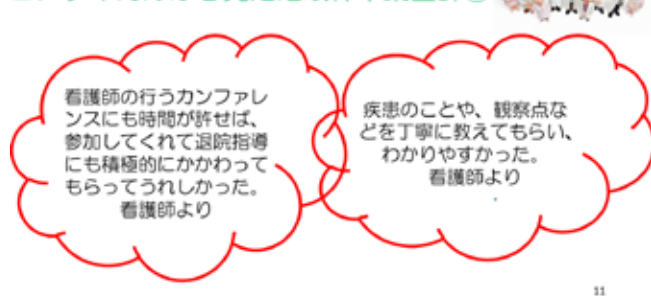 看護師の行うカンファレ
ンスにも時間が許せば、
参加してくれて退院指導
にも積極的にかかわって
もらってうれしかった。
看護師より
疾患のことや、観察点な
どを丁寧に教えてもらい、
わかりやすかった。
看護師より
11